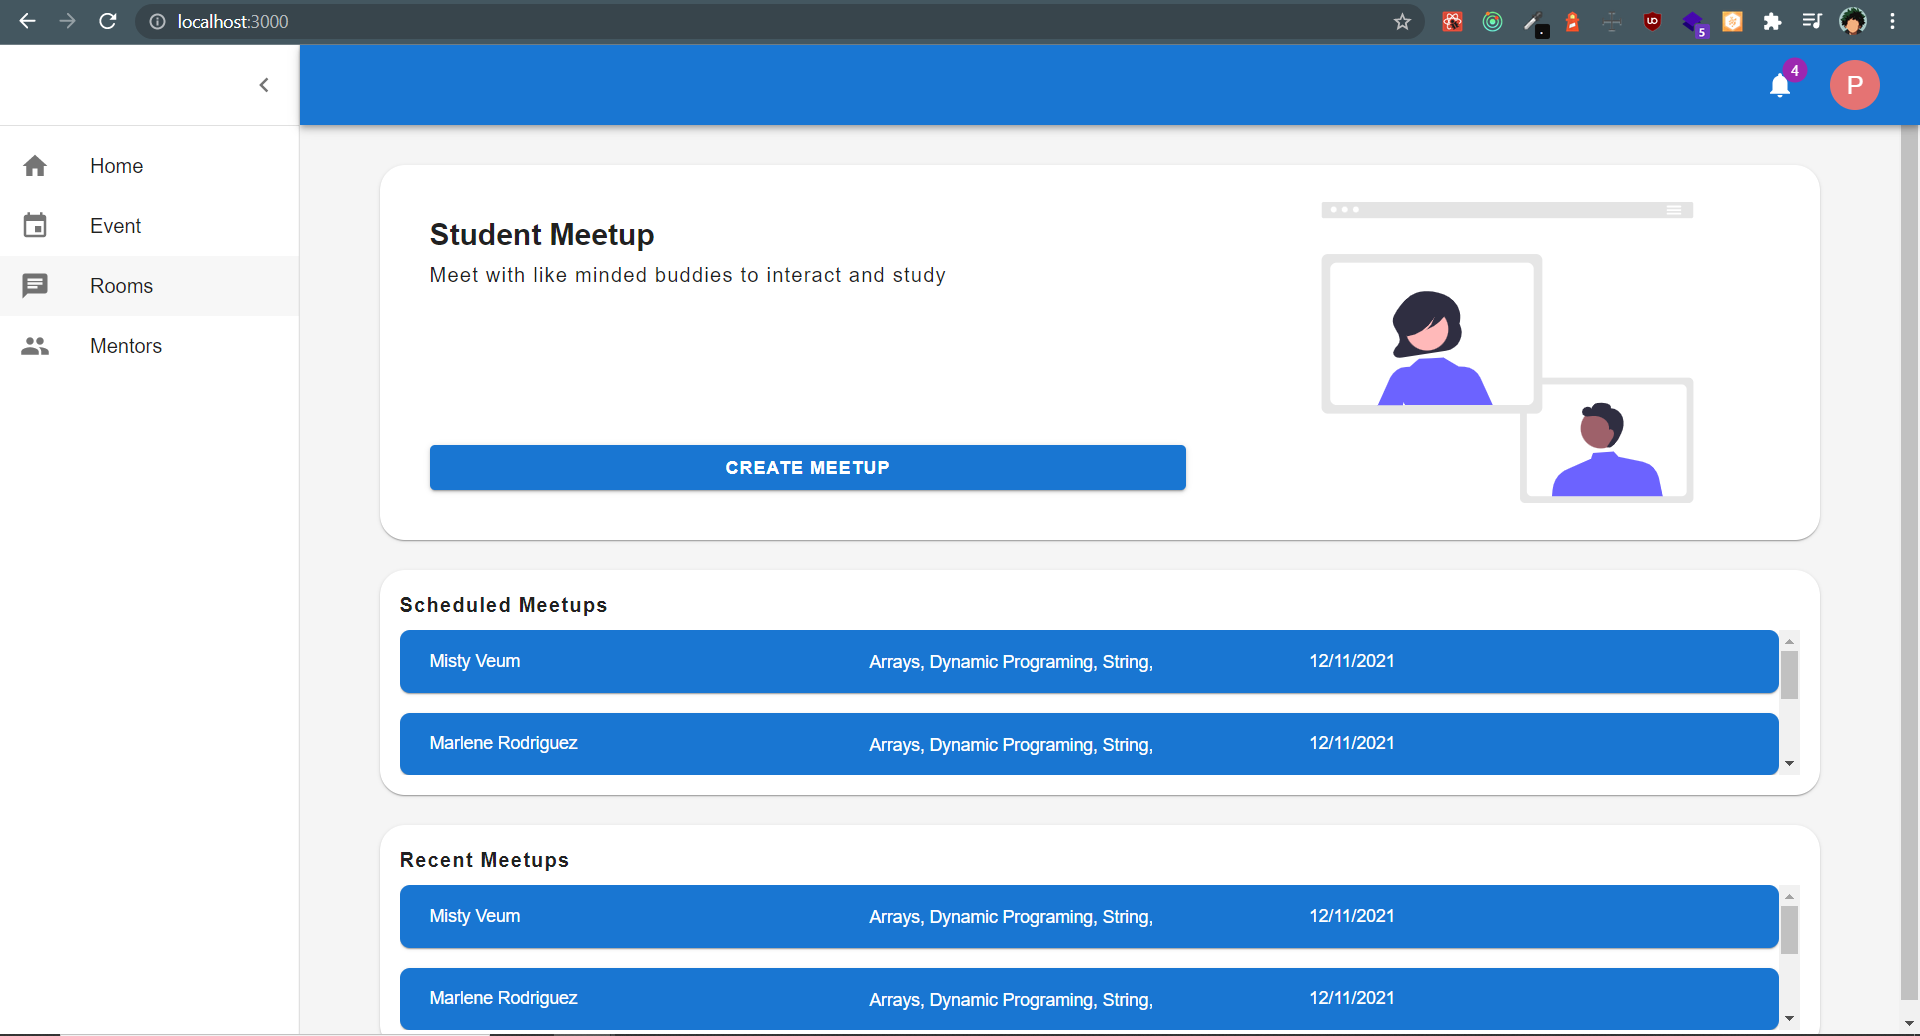 localhost:3000
5
4
P
Home
Event
Rooms
Mentors
Student Meetup
Meet with like minded buddies to interact and study
CREATE MEETUP
Scheduled Meetups
Misty Veum Arrays, Dynamic Programing, String, 12/11/2021
Marlene Rodriguez Arrays, Dynamic Programing, String, 12/11/2021
Recent Meetups
Misty Veum Arrays, Dynamic Programing, String, 12/11/2021
Marlene Rodriguez Arrays, Dynamic Programing, String, 12/11/2021